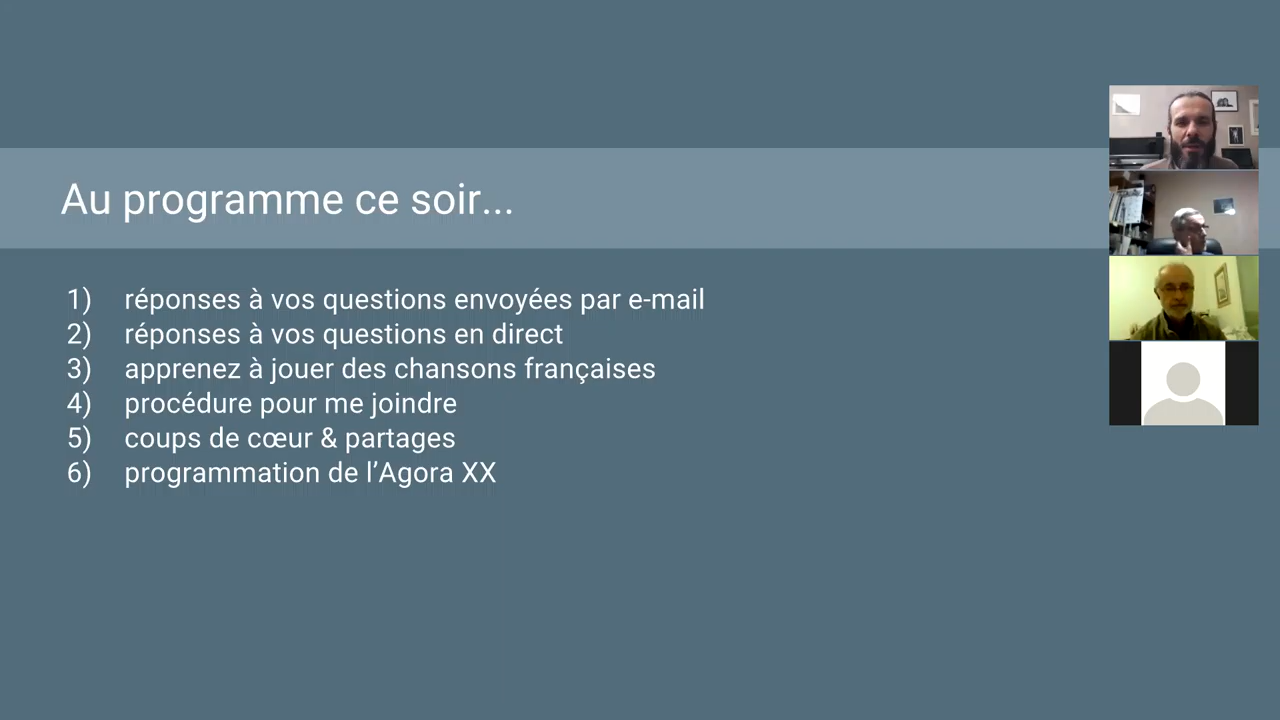 Au programme ce soir...
1) réponses à vos questions envoyées par e-mail
2) réponses à vos questions en direct
3) apprenez à jouer des chansons françaises
4) procédure pour me joindre
5) coups de cœur & partages
6) programmation de l’Agora XX